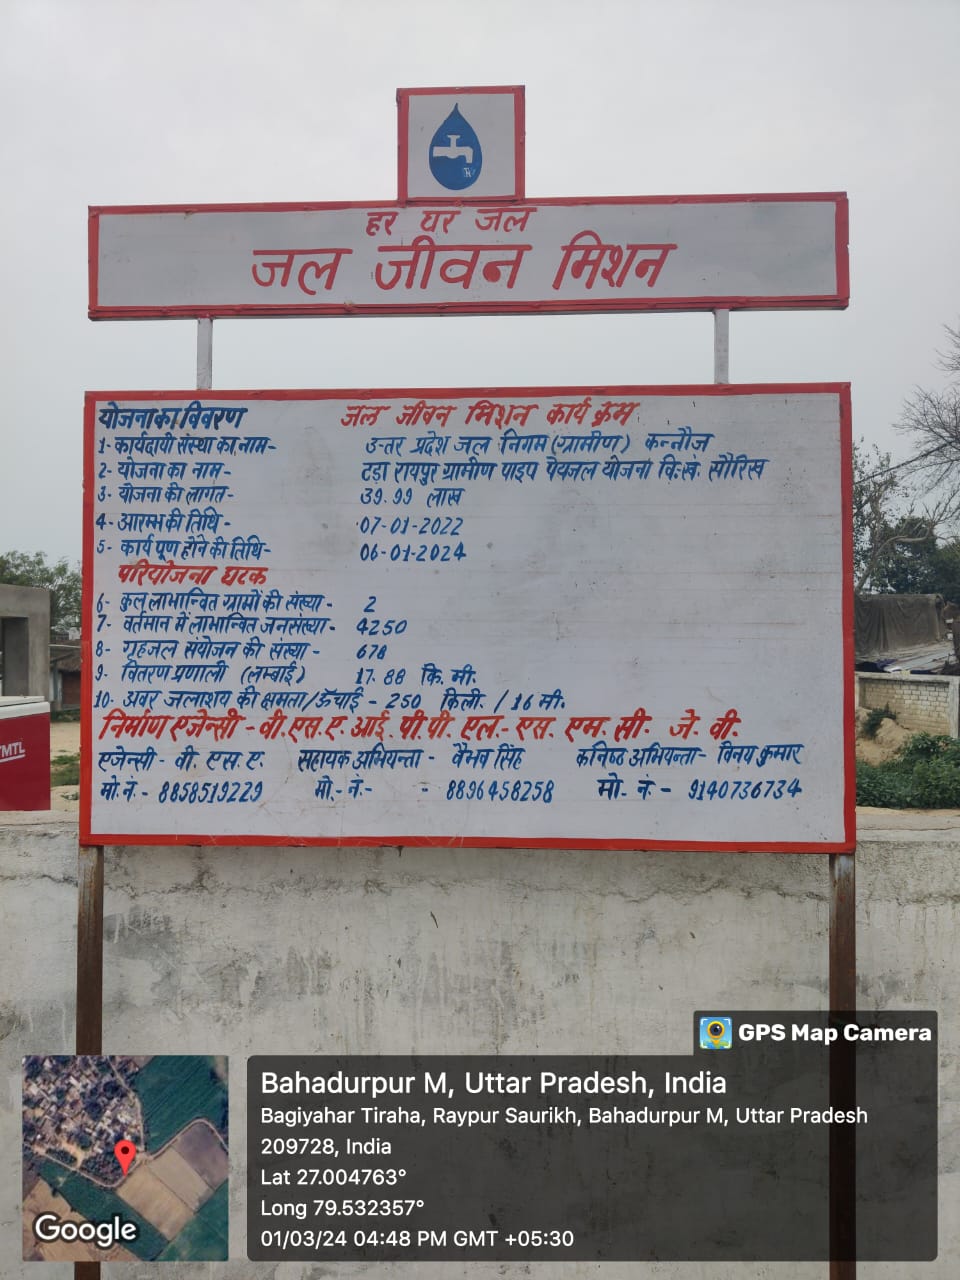 हर घर जल
जल जीवन मिशन
योजना का विवरण जल जीवन मिशन कार्य क्रम
1- कार्यदायी संस्था का नाम- उत्तर प्रदेश जल निगम (ग्रामीण) कन्नौज
2- योजना का नाम- टड़ा रायपुर ग्रामीण पाइप पेयजल योजना वि.खं. सौरिख
3- योजना की लागत- 39.99 लाख
4- आरम्भ की तिथि- 07-01-2022
5- कार्य पूण होने की तिथि- 06-01-2024
परियोजना घटक
6- कुल लाभान्वित ग्रामों की संख्या- 2
7- वर्तमान में लाभान्वित जनसंख्या- 4250
8- गृहजल संयोजन की संख्या- 678
9- वितरण प्रणाली (लम्बाई) 17.88 कि.मी.
10- अवर जलाशय की क्षमता/ऊँचाई- 250 किली. / 16 मी.
निर्माण एजेन्सी- वी.एस.ए.आई.पी.पी.एल.-एस.एम.सी. जे.वी.
एजेन्सी- वी. एस. ए. सहायक अभियन्ता- वैभव सिंह कनिष्ठ अभियन्ता- विनय कुमार
मो.नं.- 8858519229 मो.-नं.- - 8896458258 मो- नं- 9140736734
TMTL
GPS Map Camera
Bahadurpur M, Uttar Pradesh, India
Bagiyahar Tiraha, Raypur Saurikh, Bahadurpur M, Uttar Pradesh
209728, India
Lat 27.004763°
Long 79.532357°
01/03/24 04:48 PM GMT +05:30
Google